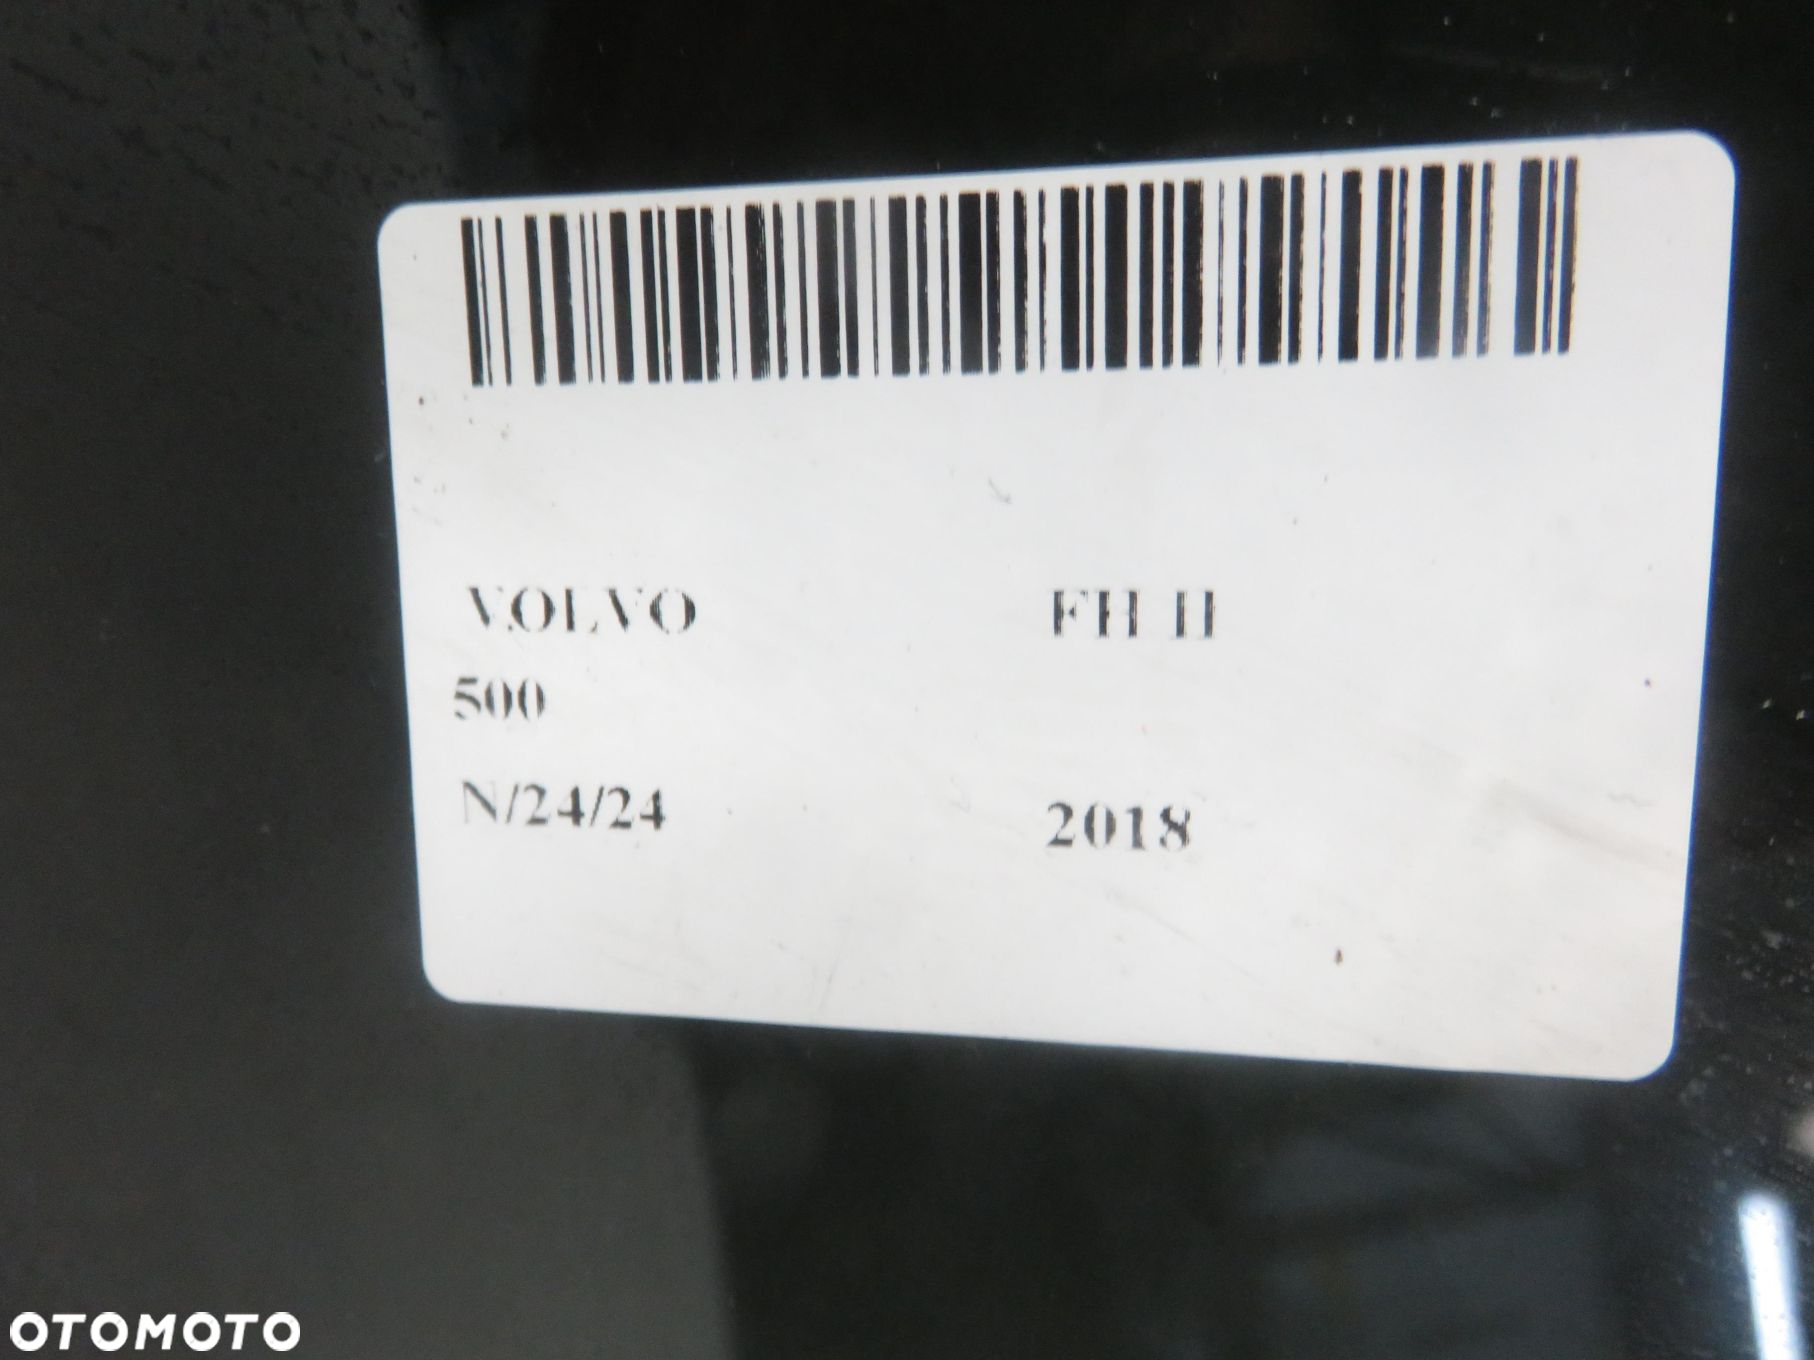 VOLVO FH II
500
N/24/24 2018
OTOMOTO